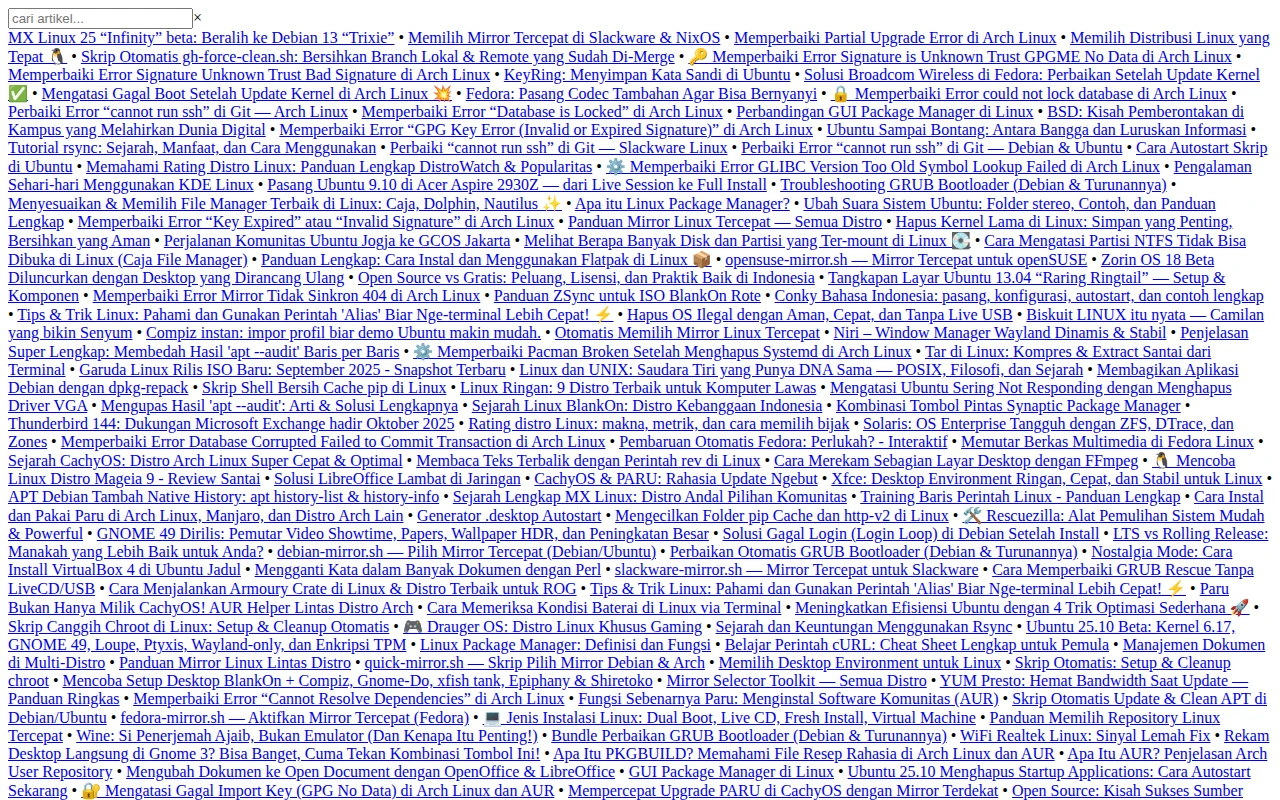 cari artikel... ×
MX Linux 25 “Infinity” beta: Beralih ke Debian 13 “Trixie” • Memilih Mirror Tercepat di Slackware & NixOS • Memperbaiki Partial Upgrade Error di Arch Linux • Memilih Distribusi Linux yang
Tepat 🐧 • Skrip Otomatis gh-force-clean.sh: Bersihkan Branch Lokal & Remote yang Sudah Di-Merge • 🔑 Memperbaiki Error Signature is Unknown Trust GPGME No Data di Arch Linux •
Memperbaiki Error Signature Unknown Trust Bad Signature di Arch Linux • KeyRing: Menyimpan Kata Sandi di Ubuntu • Solusi Broadcom Wireless di Fedora: Perbaikan Setelah Update Kernel
✅ • Mengatasi Gagal Boot Setelah Update Kernel di Arch Linux 💥 • Fedora: Pasang Codec Tambahan Agar Bisa Bernyanyi • 🔒 Memperbaiki Error could not lock database di Arch Linux •
Perbaiki Error “cannot run ssh” di Git — Arch Linux • Memperbaiki Error “Database is Locked” di Arch Linux • Perbandingan GUI Package Manager di Linux • BSD: Kisah Pemberontakan di
Kampus yang Melahirkan Dunia Digital • Memperbaiki Error “GPG Key Error (Invalid or Expired Signature)” di Arch Linux • Ubuntu Sampai Bontang: Antara Bangga dan Luruskan Informasi •
Tutorial rsync: Sejarah, Manfaat, dan Cara Menggunakan • Perbaiki “cannot run ssh” di Git — Slackware Linux • Perbaiki Error “cannot run ssh” di Git — Debian & Ubuntu • Cara Autostart Skrip
di Ubuntu • Memahami Rating Distro Linux: Panduan Lengkap DistroWatch & Popularitas • ⚙️ Memperbaiki Error GLIBC Version Too Old Symbol Lookup Failed di Arch Linux • Pengalaman
Sehari-hari Menggunakan KDE Linux • Pasang Ubuntu 9.10 di Acer Aspire 2930Z — dari Live Session ke Full Install • Troubleshooting GRUB Bootloader (Debian & Turunannya) •
Menyesuaikan & Memilih File Manager Terbaik di Linux: Caja, Dolphin, Nautilus ✨ • Apa itu Linux Package Manager? • Ubah Suara Sistem Ubuntu: Folder stereo, Contoh, dan Panduan
Lengkap • Memperbaiki Error “Key Expired” atau “Invalid Signature” di Arch Linux • Panduan Mirror Linux Tercepat — Semua Distro • Hapus Kernel Lama di Linux: Simpan yang Penting,
Bersihkan yang Aman • Perjalanan Komunitas Ubuntu Jogja ke GCOS Jakarta • Melihat Berapa Banyak Disk dan Partisi yang Ter-mount di Linux 💽 • Cara Mengatasi Partisi NTFS Tidak Bisa
Dibuka di Linux (Caja File Manager) • Panduan Lengkap: Cara Instal dan Menggunakan Flatpak di Linux 📦 • opensuse-mirror.sh — Mirror Tercepat untuk openSUSE • Zorin OS 18 Beta
Diluncurkan dengan Desktop yang Dirancang Ulang • Open Source vs Gratis: Peluang, Lisensi, dan Praktik Baik di Indonesia • Tangkapan Layar Ubuntu 13.04 “Raring Ringtail” — Setup &
Komponen • Memperbaiki Error Mirror Tidak Sinkron 404 di Arch Linux • Panduan ZSync untuk ISO BlankOn Rote • Conky Bahasa Indonesia: pasang, konfigurasi, autostart, dan contoh lengkap
• Tips & Trik Linux: Pahami dan Gunakan Perintah 'Alias' Biar Nge-terminal Lebih Cepat! ⚡ • Hapus OS Ilegal dengan Aman, Cepat, dan Tanpa Live USB • Biskuit LINUX itu nyata — Camilan
yang bikin Senyum • Compiz instan: impor profil biar demo Ubuntu makin mudah. • Otomatis Memilih Mirror Linux Tercepat • Niri – Window Manager Wayland Dinamis & Stabil • Penjelasan
Super Lengkap: Membedah Hasil 'apt --audit' Baris per Baris • ⚙️ Memperbaiki Pacman Broken Setelah Menghapus Systemd di Arch Linux • Tar di Linux: Kompres & Extract Santai dari
Terminal • Garuda Linux Rilis ISO Baru: September 2025 - Snapshot Terbaru • Linux dan UNIX: Saudara Tiri yang Punya DNA Sama — POSIX, Filosofi, dan Sejarah • Membagikan Aplikasi
Debian dengan dpkg-repack • Skrip Shell Bersih Cache pip di Linux • Linux Ringan: 9 Distro Terbaik untuk Komputer Lawas • Mengatasi Ubuntu Sering Not Responding dengan Menghapus
Driver VGA • Mengupas Hasil 'apt --audit': Arti & Solusi Lengkapnya • Sejarah Linux BlankOn: Distro Kebanggaan Indonesia • Kombinasi Tombol Pintas Synaptic Package Manager •
Thunderbird 144: Dukungan Microsoft Exchange hadir Oktober 2025 • Rating distro Linux: makna, metrik, dan cara memilih bijak • Solaris: OS Enterprise Tangguh dengan ZFS, DTrace, dan
Zones • Memperbaiki Error Database Corrupted Failed to Commit Transaction di Arch Linux • Pembaruan Otomatis Fedora: Perlukah? - Interaktif • Memutar Berkas Multimedia di Fedora Linux •
Sejarah CachyOS: Distro Arch Linux Super Cepat & Optimal • Membaca Teks Terbalik dengan Perintah rev di Linux • Cara Merekam Sebagian Layar Desktop dengan FFmpeg • 🐧 Mencoba
Linux Distro Mageia 9 - Review Santai • Solusi LibreOffice Lambat di Jaringan • CachyOS & PARU: Rahasia Update Ngebut • Xfce: Desktop Environment Ringan, Cepat, dan Stabil untuk Linux •
APT Debian Tambah Native History: apt history-list & history-info • Sejarah Lengkap MX Linux: Distro Andal Pilihan Komunitas • Training Baris Perintah Linux - Panduan Lengkap • Cara Instal
dan Pakai Paru di Arch Linux, Manjaro, dan Distro Arch Lain • Generator .desktop Autostart • Mengecilkan Folder pip Cache dan http-v2 di Linux • 🛠️ Rescuezilla: Alat Pemulihan Sistem Mudah
& Powerful • GNOME 49 Dirilis: Pemutar Video Showtime, Papers, Wallpaper HDR, dan Peningkatan Besar • Solusi Gagal Login (Login Loop) di Debian Setelah Install • LTS vs Rolling Release:
Manakah yang Lebih Baik untuk Anda? • debian-mirror.sh — Pilih Mirror Tercepat (Debian/Ubuntu) • Perbaikan Otomatis GRUB Bootloader (Debian & Turunannya) • Nostalgia Mode: Cara
Install VirtualBox 4 di Ubuntu Jadul • Mengganti Kata dalam Banyak Dokumen dengan Perl • slackware-mirror.sh — Mirror Tercepat untuk Slackware • Cara Memperbaiki GRUB Rescue Tanpa
LiveCD/USB • Cara Menjalankan Armoury Crate di Linux & Distro Terbaik untuk ROG • Tips & Trik Linux: Pahami dan Gunakan Perintah 'Alias' Biar Nge-terminal Lebih Cepat! ⚡ • Paru
Bukan Hanya Milik CachyOS! AUR Helper Lintas Distro Arch • Cara Memeriksa Kondisi Baterai di Linux via Terminal • Meningkatkan Efisiensi Ubuntu dengan 4 Trik Optimasi Sederhana 🚀 •
Skrip Canggih Chroot di Linux: Setup & Cleanup Otomatis • 🎮 Drauger OS: Distro Linux Khusus Gaming • Sejarah dan Keuntungan Menggunakan Rsync • Ubuntu 25.10 Beta: Kernel 6.17,
GNOME 49, Loupe, Ptyxis, Wayland-only, dan Enkripsi TPM • Linux Package Manager: Definisi dan Fungsi • Belajar Perintah cURL: Cheat Sheet Lengkap untuk Pemula • Manajemen Dokumen
di Multi-Distro • Panduan Mirror Linux Lintas Distro • quick-mirror.sh — Skrip Pilih Mirror Debian & Arch • Memilih Desktop Environment untuk Linux • Skrip Otomatis: Setup & Cleanup
chroot • Mencoba Setup Desktop BlankOn + Compiz, Gnome-Do, xfish tank, Epiphany & Shiretoko • Mirror Selector Toolkit — Semua Distro • YUM Presto: Hemat Bandwidth Saat Update —
Panduan Ringkas • Memperbaiki Error “Cannot Resolve Dependencies” di Arch Linux • Fungsi Sebenarnya Paru: Menginstal Software Komunitas (AUR) • Skrip Otomatis Update & Clean APT di
Debian/Ubuntu • fedora-mirror.sh — Aktifkan Mirror Tercepat (Fedora) • 💻 Jenis Instalasi Linux: Dual Boot, Live CD, Fresh Install, Virtual Machine • Panduan Memilih Repository Linux
Tercepat • Wine: Si Penerjemah Ajaib, Bukan Emulator (Dan Kenapa Itu Penting!) • Bundle Perbaikan GRUB Bootloader (Debian & Turunannya) • WiFi Realtek Linux: Sinyal Lemah Fix • Rekam
Desktop Langsung di Gnome 3? Bisa Banget, Cuma Tekan Kombinasi Tombol Ini! • Apa Itu PKGBUILD? Memahami File Resep Rahasia di Arch Linux dan AUR • Apa Itu AUR? Penjelasan Arch
User Repository • Mengubah Dokumen ke Open Document dengan OpenOffice & LibreOffice • GUI Package Manager di Linux • Ubuntu 25.10 Menghapus Startup Applications: Cara Autostart
Sekarang • 🔐 Mengatasi Gagal Import Key (GPG No Data) di Arch Linux dan AUR • Mempercepat Upgrade PARU di CachyOS dengan Mirror Terdekat • Open Source: Kisah Sukses Sumber